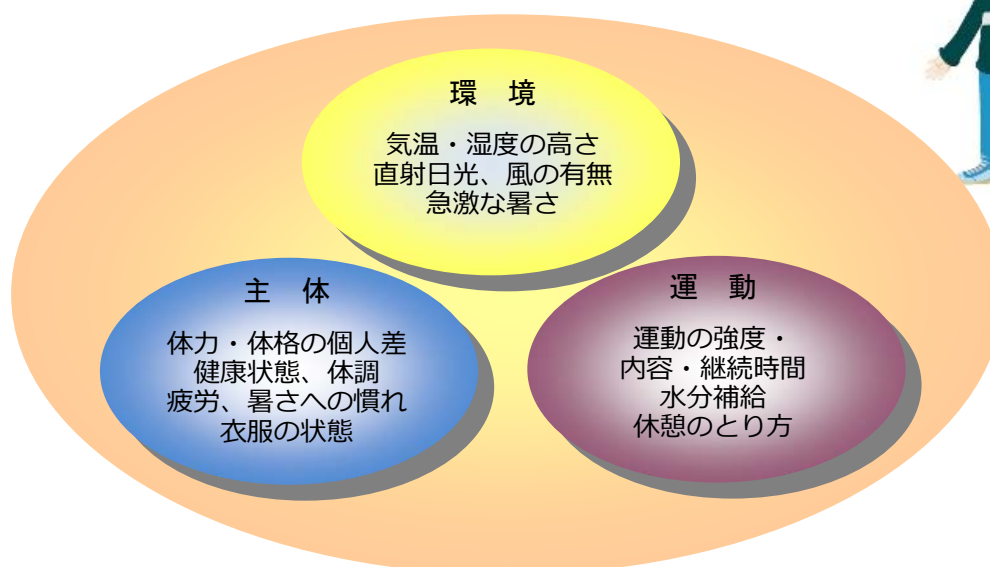 環　境
気温・湿度の高さ
直射日光、風の有無
急激な暑さ
主　体
体力・体格の個人差
健康状態、体調
疲労、暑さへの慣れ
衣服の状態
運　動
運動の強度・
内容・継続時間
水分補給
休憩のとり方